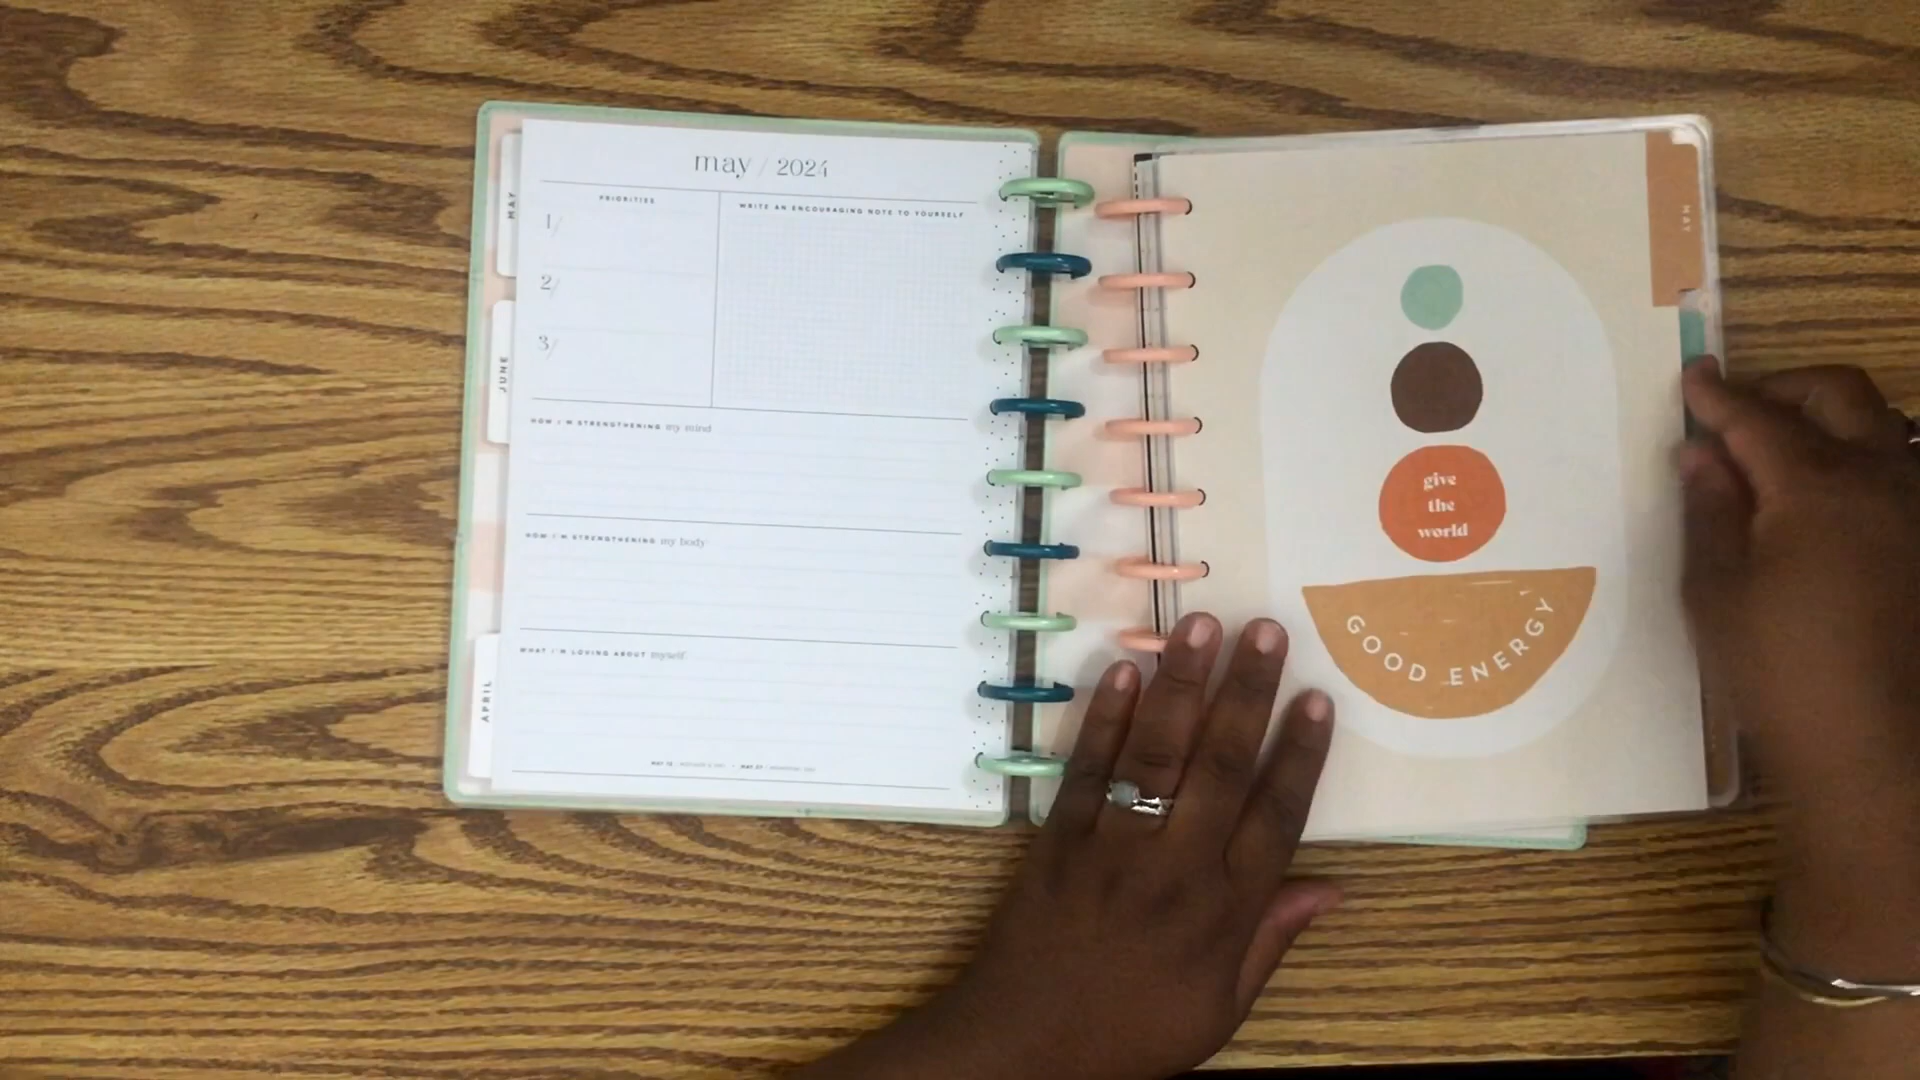 may / 2024
PRIORITIES
WRITE AN ENCOURAGING NOTE TO YOURSELF
1/
2/
3/
HOW I'M STRENGTHENING my mind
HOW I'M STRENGTHENING my body
WHAT I'M LOVING ABOUT myself
MAY
JUNE
APRIL
give
the
world
GOOD ENERGY
MAY